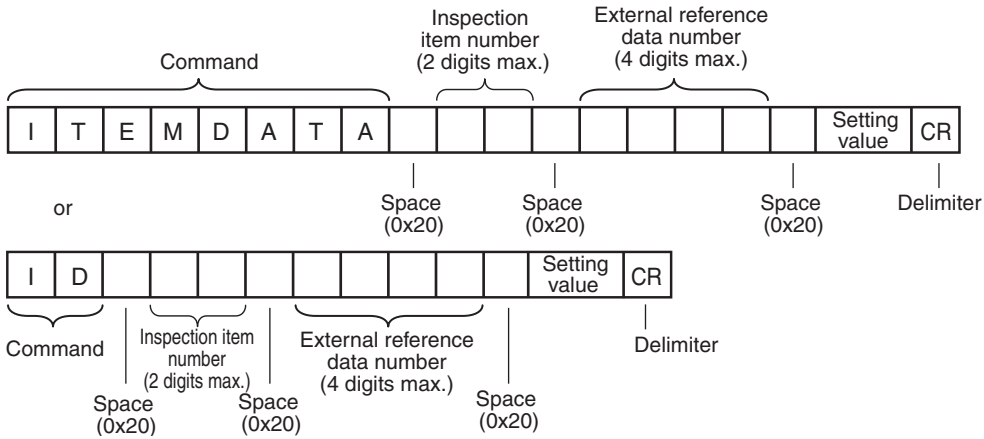 Command
Inspection
item number
(2 digits max.)
External reference
data number
(4 digits max.)
I T E M D A T A Setting value CR
Space
(0x20)
Space
(0x20)
Space
(0x20)
Delimiter
or
I D Setting value CR
Command
Space
(0x20)
Inspection item
number
(2 digits max.)
Space
(0x20)
External reference
data number
(4 digits max.)
Space
(0x20)
Delimiter